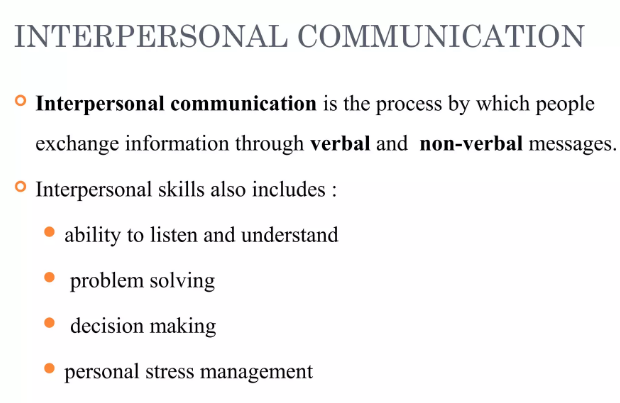 INTERPERSONAL COMMUNICATION
Interpersonal communication is the process by which people
exchange information through verbal and non-verbal messages.
Interpersonal skills also includes :
ability to listen and understand
problem solving
decision making
personal stress management